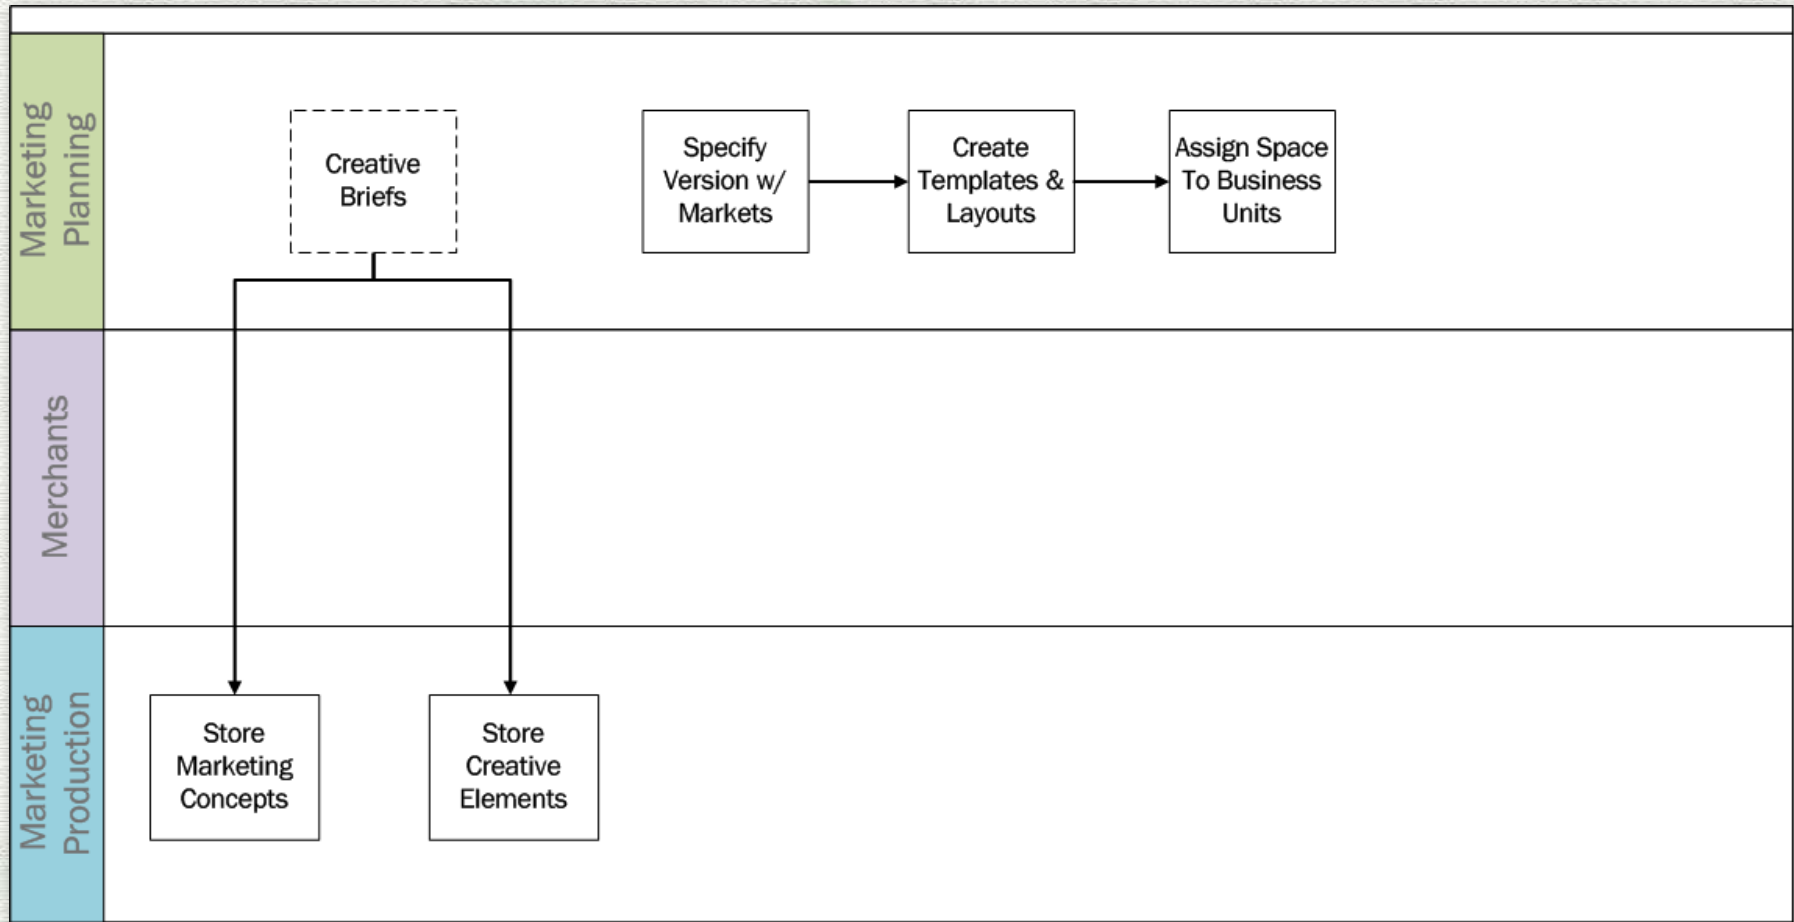 Marketing
Planning
Creative
Briefs
Specify
Version w/
Markets
Create
Templates &
Layouts
Assign Space
To Business
Units
Merchants
Marketing
Production
Store
Marketing
Concepts
Store
Creative
Elements